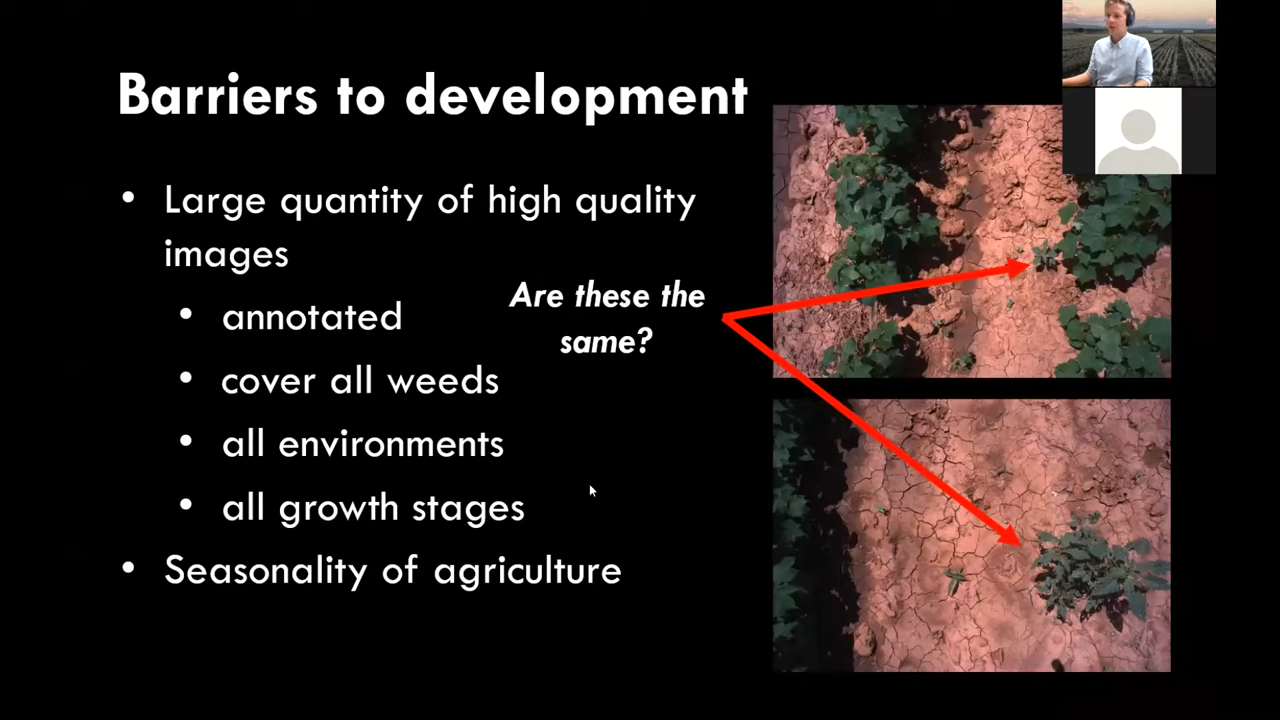 Barriers to development
• Large quantity of high quality
images
• annotated
• cover all weeds
• all environments
• all growth stages
• Seasonality of agriculture
Are these the
same?